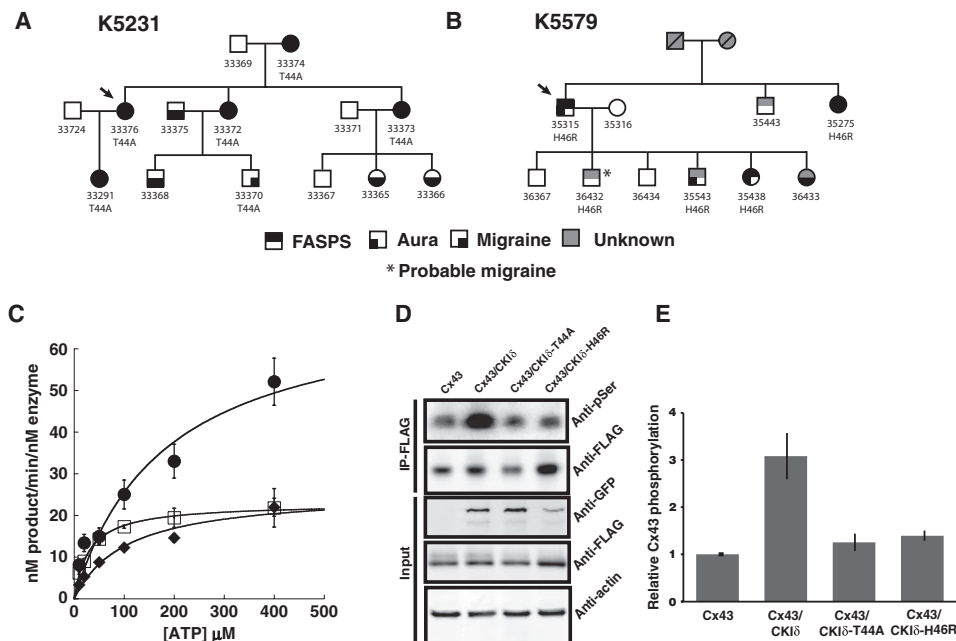 A
K5231
33369
33374
T44A
33724
33376
T44A
33375
33372
T44A
33371
33373
T44A
33291
T44A
33368
33370
T44A
33367
33365
33366
B
K5579
35315
H46R
35316
35443
35275
H46R
36367
36432
H46R
*
36434
35543
H46R
35438
H46R
36433
FASPS
Aura
Migraine
Unknown
* Probable migraine
C
nM product/min/nM enzyme
60
50
40
30
20
10
0
0
100
200
300
400
500
[ATP] μM
D
Cx43
Cx43/CKIδ
Cx43/CKIδ-T44A
Cx43/CKIδ-H46R
IP-FLAG
Input
Anti-pSer
Anti-FLAG
Anti-GFP
Anti-FLAG
Anti-actin
E
Relative Cx43 phosphorylation
4
3
2
1
0
Cx43
Cx43/
CKIδ
Cx43/
CKIδ-T44A
Cx43/
CKIδ-H46R